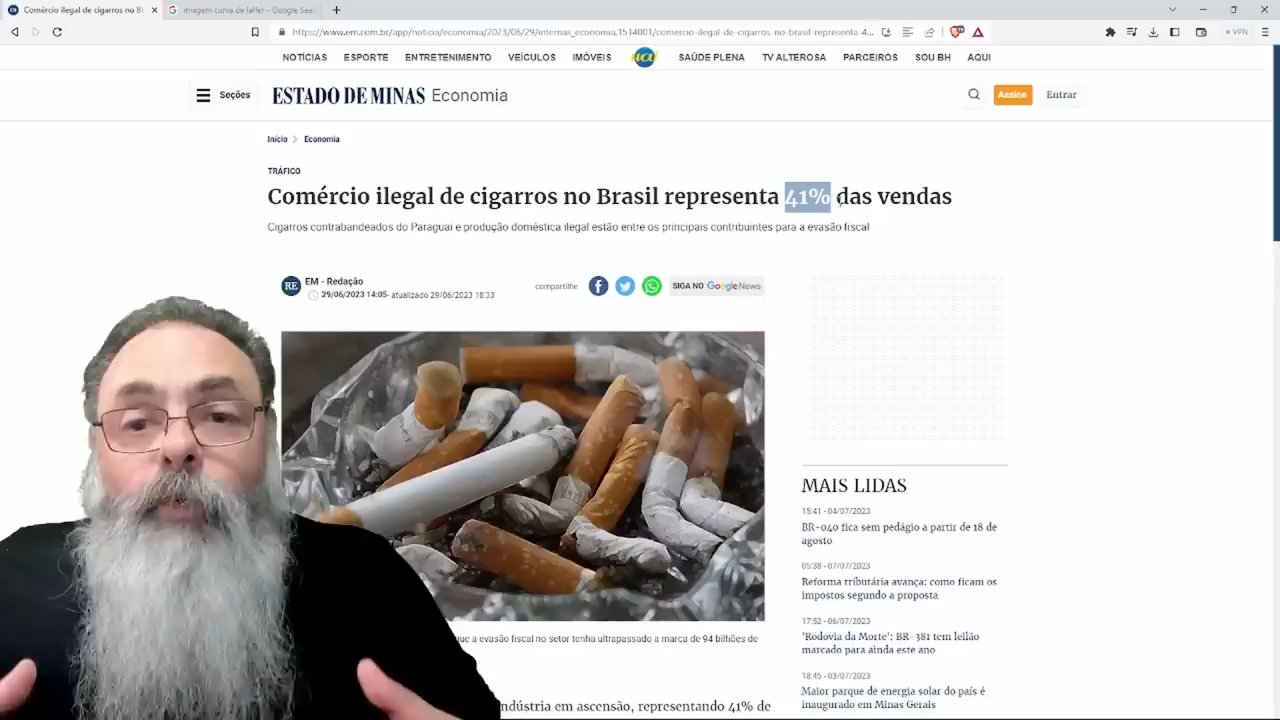 Comércio ilegal de cigarros no Bra
imagem curva de laffer - Google Sea
https://www.em.com.br/app/noticia/economia/2023/06/29/internas_economia,1514001/comercio-ilegal-de-cigarros-no-brasil-representa-4...
VPN
NOTÍCIAS ESPORTE ENTRETENIMENTO VEÍCULOS IMÓVEIS uai SAÚDE PLENA TV ALTEROSA PARCEIROS SOU BH AQUI
Seções ESTADO DE MINAS Economia Assine Entrar
Início > Economia
TRÁFICO
Comércio ilegal de cigarros no Brasil representa 41% das vendas
Cigarros contrabandeados do Paraguai e produção doméstica ilegal estão entre os principais contribuintes para a evasão fiscal
RE EM - Redação
29/06/2023 14:05 - atualizado 29/06/2023 18:33
compartilhe SIGA NO Google News
que a evasão fiscal no setor tenha ultrapassado a marca de 94 bilhões de
ndústria em ascensão, representando 41% de
MAIS LIDAS
15:41 - 04/07/2023
BR-040 fica sem pedágio a partir de 18 de
agosto
05:38 - 07/07/2023
Reforma tributária avança: como ficam os
impostos segundo a proposta
17:52 - 06/07/2023
'Rodovia da Morte': BR-381 tem leilão
marcado para ainda este ano
18:45 - 03/07/2023
Maior parque de energia solar do país é
inaugurado em Minas Gerais